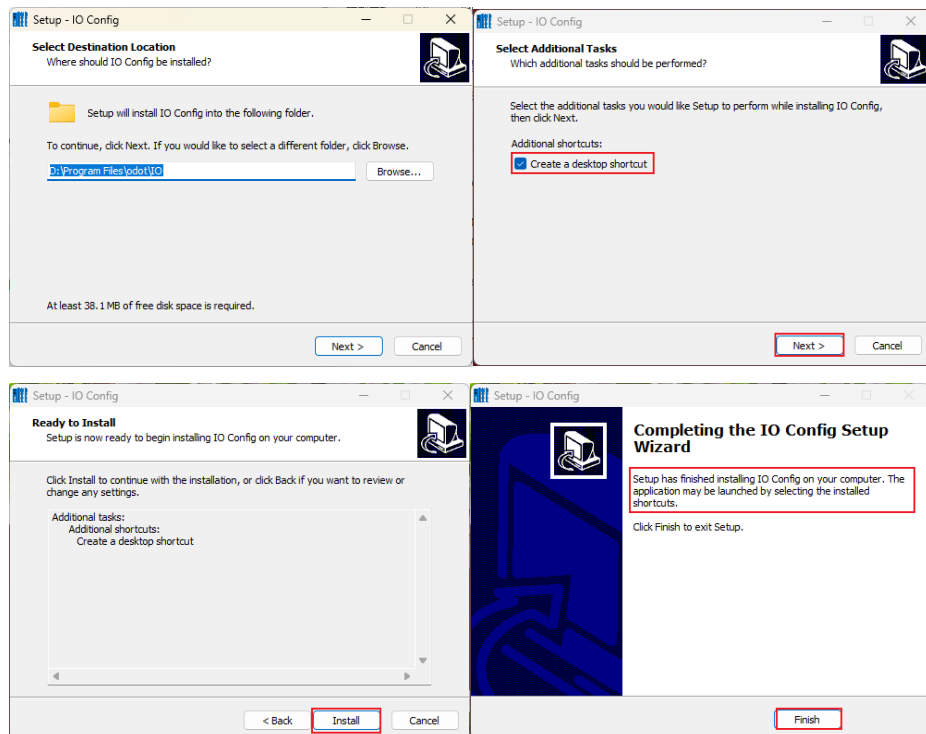 Setup - IO Config
Select Destination Location
Where should IO Config be installed?
Setup will install IO Config into the following folder.
To continue, click Next. If you would like to select a different folder, click Browse.
D:\Program Files\odot\IO
Browse...
At least 38.1 MB of free disk space is required.
Next >
Cancel
Setup - IO Config
Select Additional Tasks
Which additional tasks should be performed?
Select the additional tasks you would like Setup to perform while installing IO Config,
then click Next.
Additional shortcuts:
Create a desktop shortcut
Next >
Cancel
Setup - IO Config
Ready to Install
Setup is now ready to begin installing IO Config on your computer.
Click Install to continue with the installation, or click Back if you want to review or
change any settings.
Additional tasks:
Additional shortcuts:
Create a desktop shortcut
< Back
Install
Cancel
Setup - IO Config
Completing the IO Config Setup
Wizard
Setup has finished installing IO Config on your computer. The
application may be launched by selecting the installed
shortcuts.
Click Finish to exit Setup.
Finish